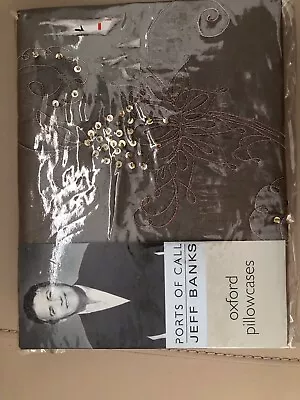 PORTS OF CALL
JEFF BANKS
oxford
pillowcases